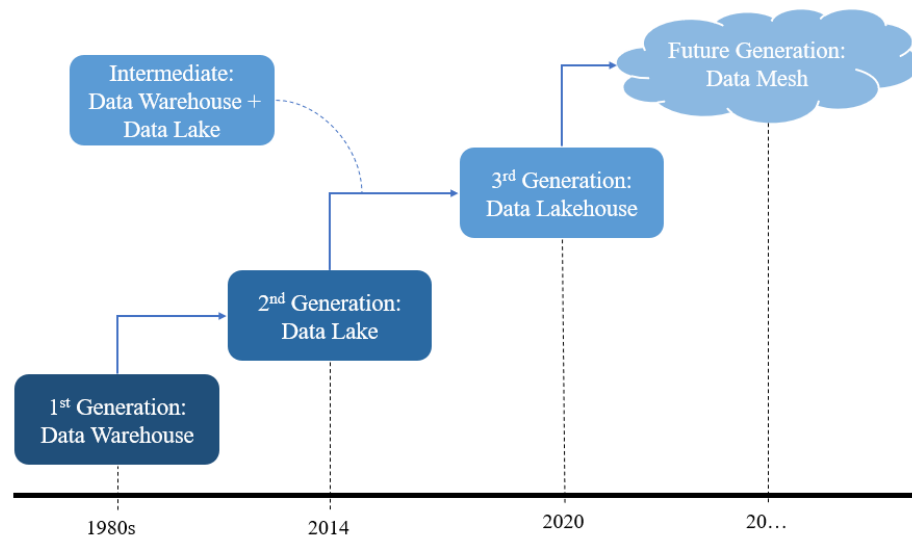 Future Generation:
Data Mesh
Intermediate:
Data Warehouse +
Data Lake
3rd Generation:
Data Lakehouse
2nd Generation:
Data Lake
1st Generation:
Data Warehouse
1980s
2014
2020
20...